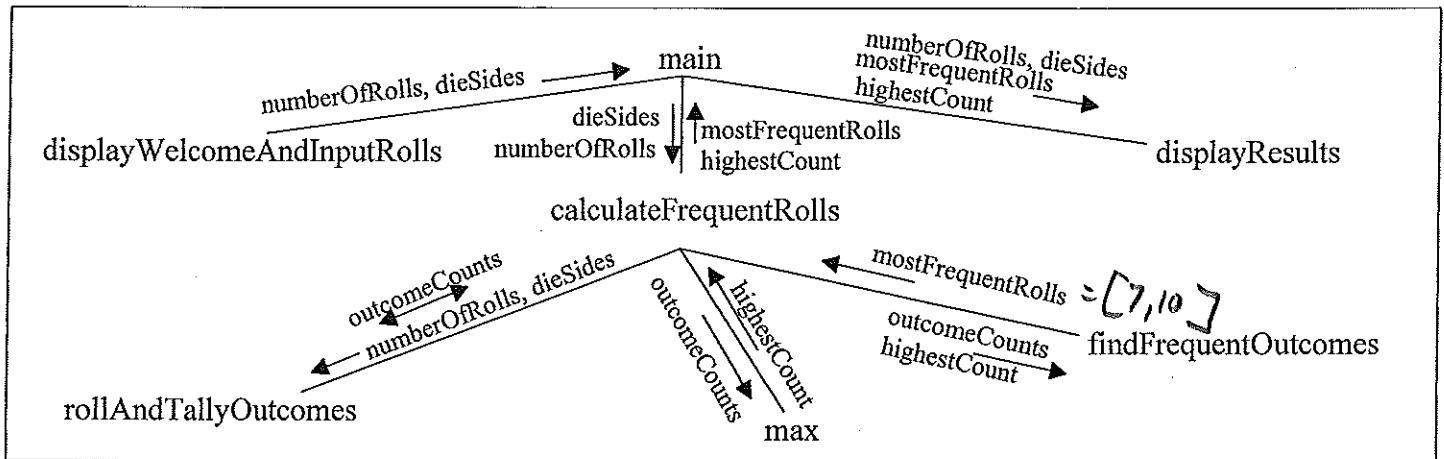 main
numberOfRolls, dieSides
numberOfRolls, dieSides
mostFrequentRolls
highestCount
displayWelcomeAndInputRolls
dieSides
numberOfRolls
mostFrequentRolls
highestCount
displayResults
calculateFrequentRolls
outcomeCounts
numberOfRolls, dieSides
rollAndTallyOutcomes
outcomeCounts
highestCount
max
mostFrequentRolls = [7,10]
outcomeCounts
highestCount
findFrequentOutcomes